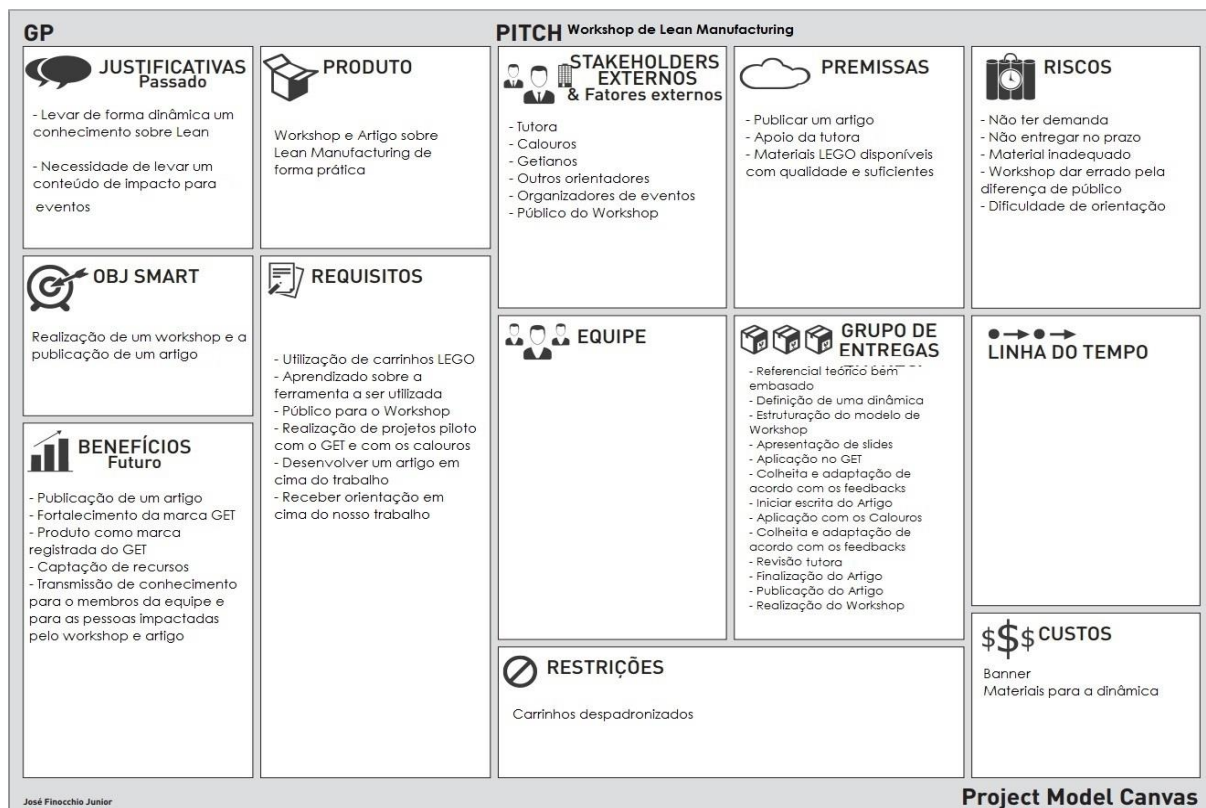 GP
PITCH Workshop de Lean Manufacturing
JUSTIFICATIVAS
Passado
- Levar de forma dinâmica um
conhecimento sobre Lean
- Necessidade de levar um
conteúdo de impacto para
eventos
PRODUTO
Workshop e Artigo sobre
Lean Manufacturing de
forma prática
STAKEHOLDERS
EXTERNOS
& Fatores externos
- Tutora
- Calouros
- Getianos
- Outros orientadores
- Organizadores de eventos
- Público do Workshop
PREMISSAS
- Publicar um artigo
- Apoio da tutora
- Materiais LEGO disponíveis
com qualidade e suficientes
RISCOS
- Não ter demanda
- Não entregar no prazo
- Material inadequado
- Workshop dar errado pela
diferença de público
- Dificuldade de orientação
OBJ SMART
Realização de um workshop e a
publicação de um artigo
REQUISITOS
- Utilização de carrinhos LEGO
- Aprendizado sobre a
ferramenta a ser utilizada
- Público para o Workshop
- Realização de projetos piloto
com o GET e com os calouros
- Desenvolver um artigo em
cima do trabalho
- Receber orientação em
cima do nosso trabalho
EQUIPE
GRUPO DE
ENTREGAS
- Referencial teórico bem
embasado
- Definição de uma dinâmica
- Estruturação do modelo de
Workshop
- Apresentação de slides
- Aplicação no GET
- Colheita e adaptação de
acordo com os feedbacks
- Iniciar escrita do Artigo
- Aplicação com os Calouros
- Colheita e adaptação de
acordo com os feedbacks
- Revisão tutora
- Finalização do Artigo
- Publicação do Artigo
- Realização do Workshop
LINHA DO TEMPO
BENEFÍCIOS
Futuro
- Publicação de um artigo
- Fortalecimento da marca GET
- Produto como marca
registrada do GET
- Captação de recursos
- Transmissão de conhecimento
para o membros da equipe e
para as pessoas impactadas
pelo workshop e artigo
RESTRIÇÕES
Carrinhos despadronizados
$$$ CUSTOS
Banner
Materiais para a dinâmica
José Finocchio Junior
Project Model Canvas